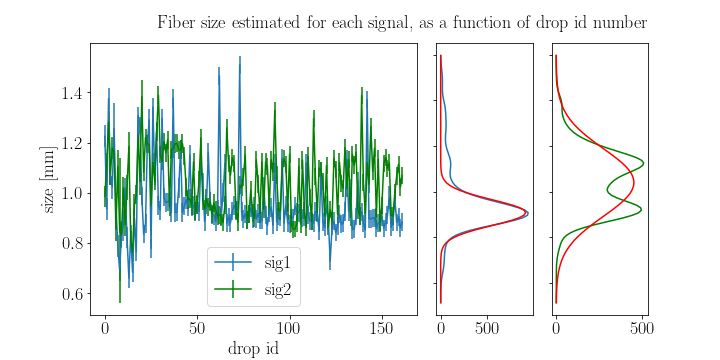 Fiber size estimated for each signal, as a function of drop id number
size [mm]
1.4
1.2
1.0
0.8
0.6
sig1
sig2
0 50 100 150
drop id
0 500
0 500